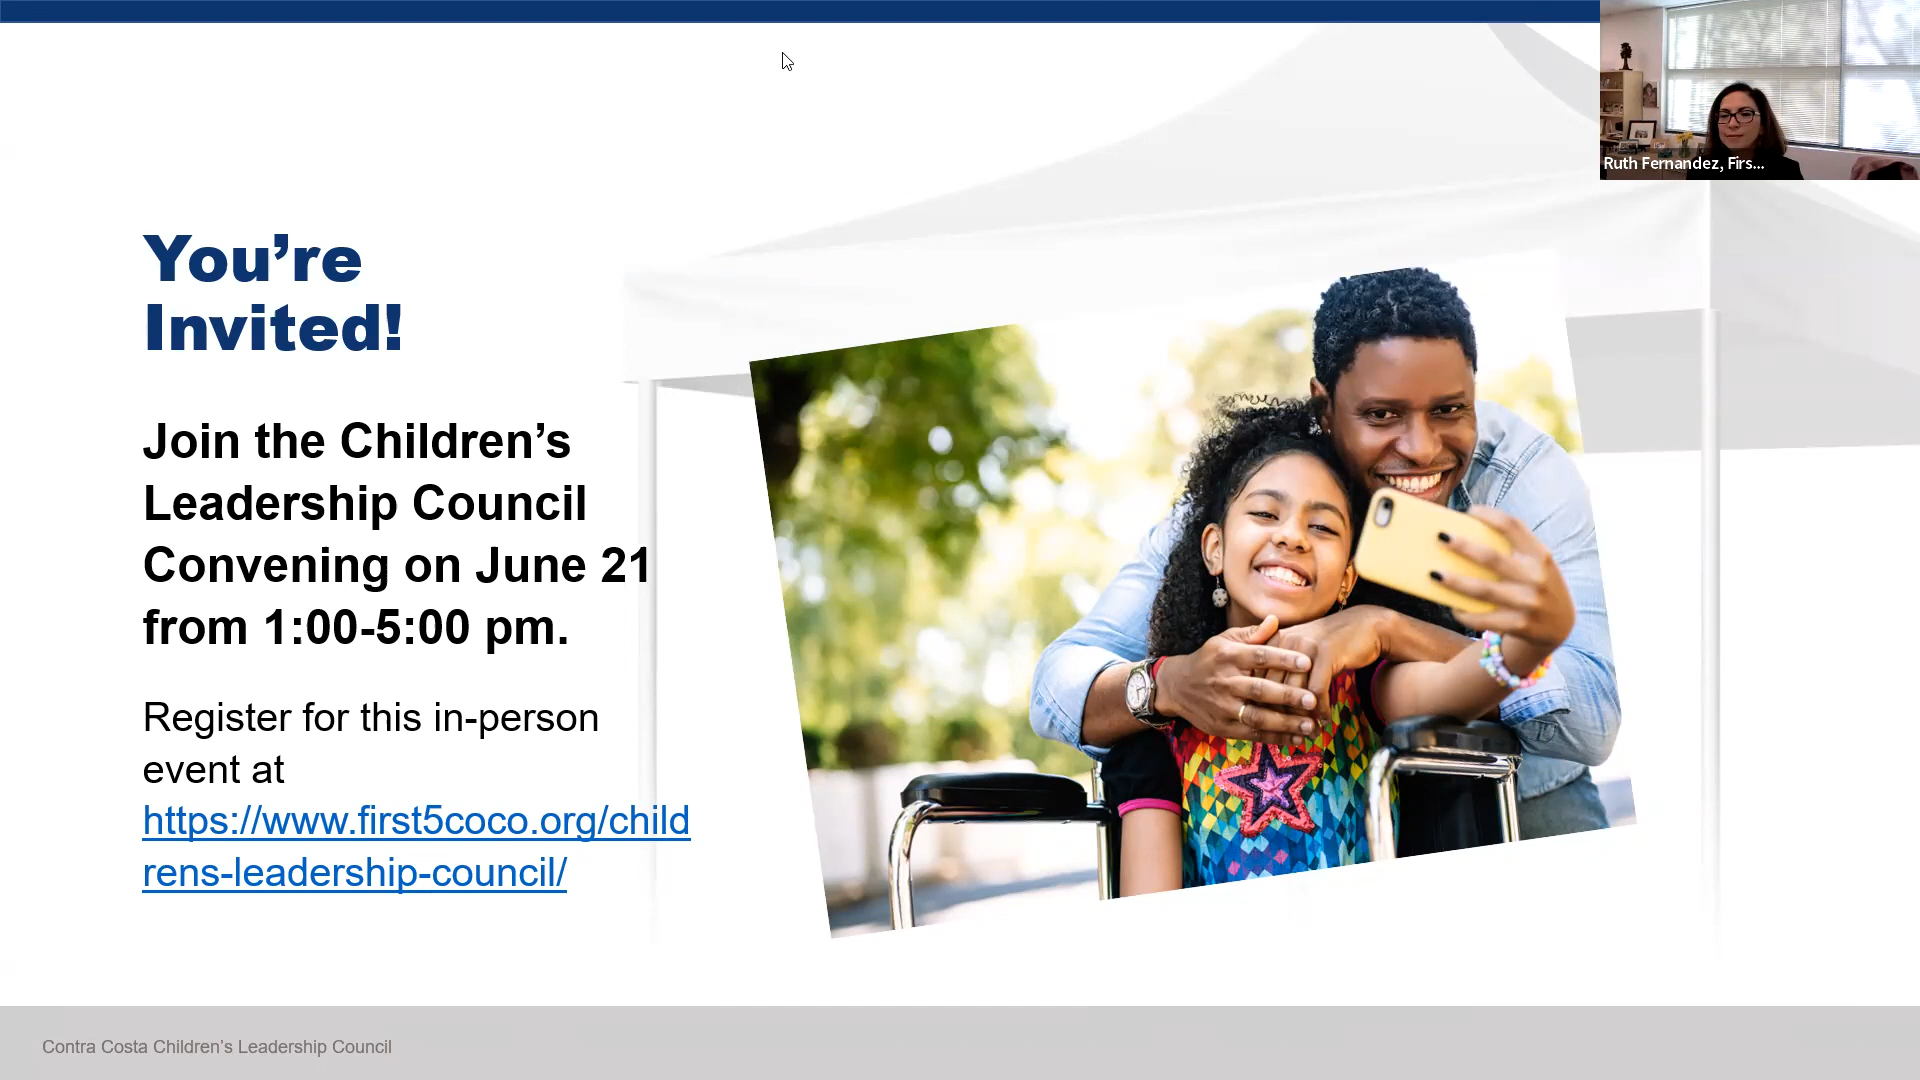 Ruth Fernandez, Firs...
You’re
Invited!
Join the Children’s
Leadership Council
Convening on June 21
from 1:00-5:00 pm.
Register for this in-person
event at
https://www.first5coco.org/child
rens-leadership-council/
Contra Costa Children’s Leadership Council